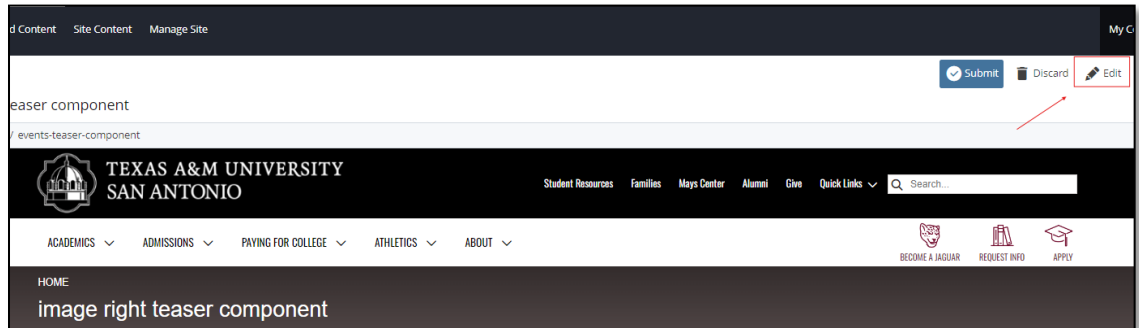 d Content Site Content Manage Site My C
Submit Discard Edit
easer component
/ events-teaser-component
TEXAS A&M UNIVERSITY
SAN ANTONIO
Student Resources Families Mays Center Alumni Give Quick Links Search...
ACADEMICS ADMISSIONS PAYING FOR COLLEGE ATHLETICS ABOUT
BECOME A JAGUAR REQUEST INFO APPLY
HOME
image right teaser component